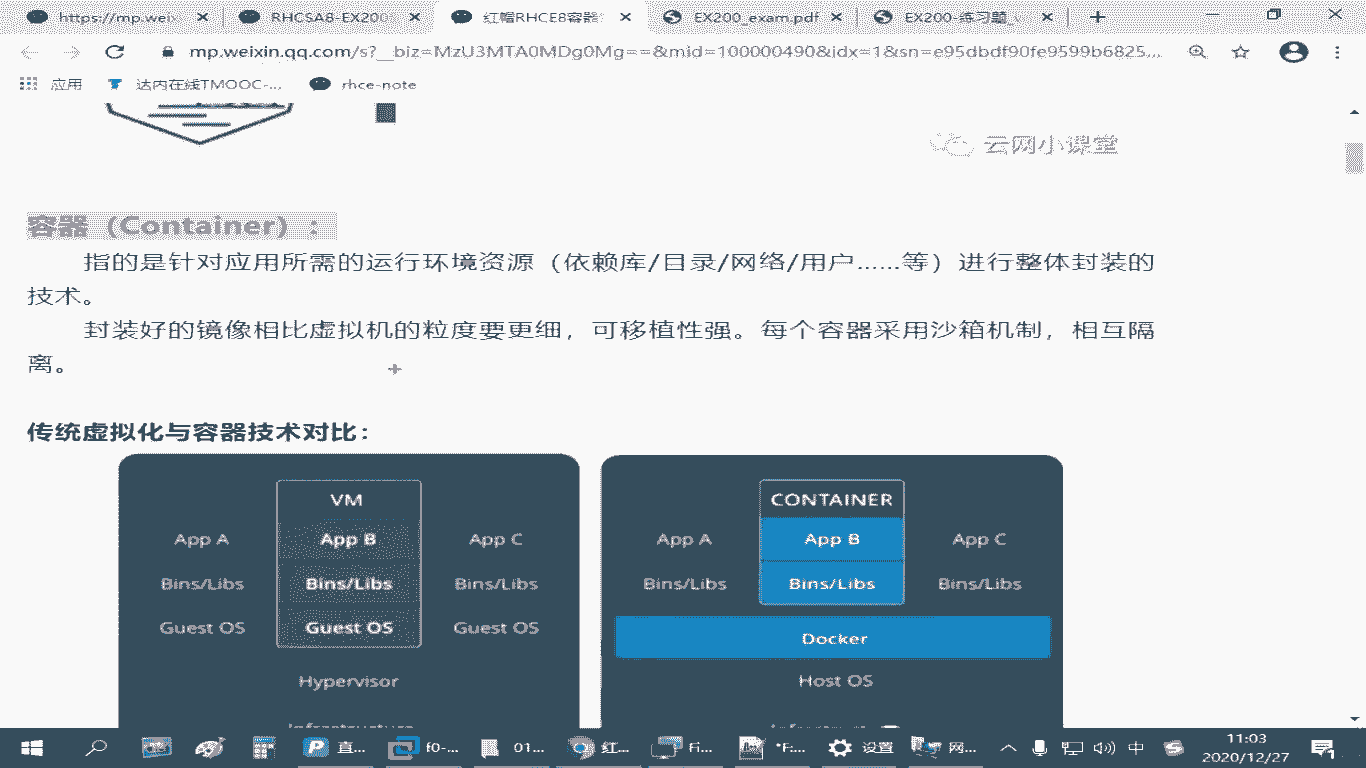 https://mp.weix
RHCSA8-EX200
红帽RHCE8容器
EX200_exam.pdf
EX200-练习题_v
mp.weixin.qq.com/s?__biz=MzU3MTA0MDg0Mg==&mid=100000490&idx=1&sn=e95dbdf90fe9599b6825...
应用
达内在线TMOOC-...
rhce-note
云网小课堂
容器（Container）：
指的是针对应用所需的运行环境资源（依赖库/目录/网络/用户……等）进行整体封装的
技术。
封装好的镜像相比虚拟机的粒度要更细，可移植性强。每个容器采用沙箱机制，相互隔
离。
传统虚拟化与容器技术对比：
VM
App A
App B
App C
Bins/Libs
Bins/Libs
Bins/Libs
Guest OS
Guest OS
Guest OS
Hypervisor
CONTAINER
App A
App B
App C
Bins/Libs
Bins/Libs
Bins/Libs
Docker
Host OS
直...
f0-...
01...
红...
Fi...
*F:...
设置
网...
中
11:03
2020/12/27